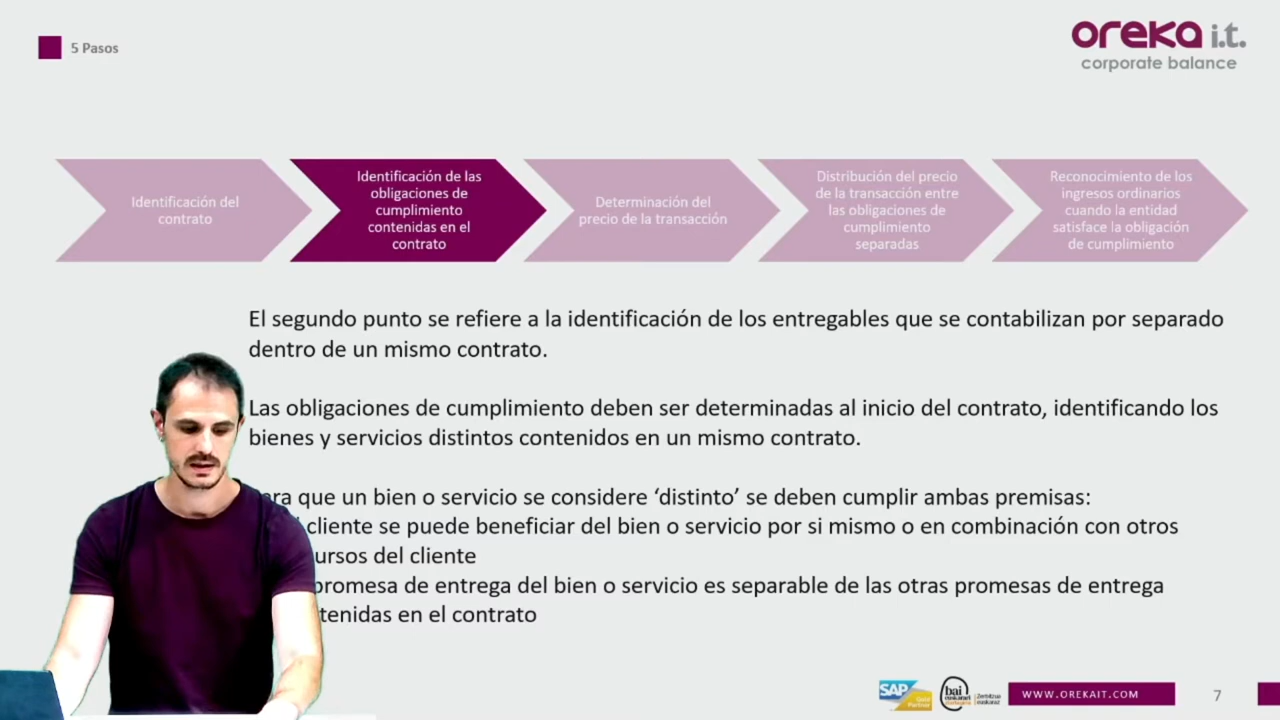 5 Pasos
oreka i.t.
corporate balance
Identificación del
contrato
Identificación de las
obligaciones de
cumplimiento
contenidas en el
contrato
Determinación del
precio de la transacción
Distribución del precio
de la transacción entre
las obligaciones de
cumplimiento
separadas
Reconocimiento de los
ingresos ordinarios
cuando la entidad
satisface la obligación
de cumplimiento
El segundo punto se refiere a la identificación de los entregables que se contabilizan por separado
dentro de un mismo contrato.
Las obligaciones de cumplimiento deben ser determinadas al inicio del contrato, identificando los
bienes y servicios distintos contenidos en un mismo contrato.
que un bien o servicio se considere ‘distinto’ se deben cumplir ambas premisas:
cliente se puede beneficiar del bien o servicio por si mismo o en combinación con otros
del cliente
promesa de entrega del bien o servicio es separable de las otras promesas de entrega
en el contrato
SAP
Gold
Partner
bai
euskarari
Zerbitzua
euskaraz
WWW.OREKAIT.COM
7